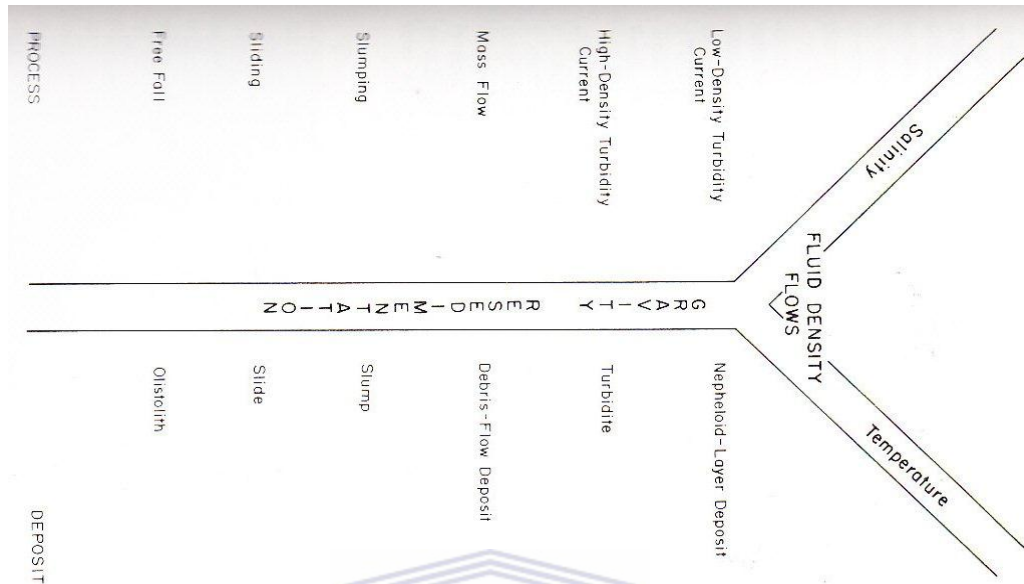 Salinity
Temperature
FLUID DENSITY
FLOWS
GRAVITY RESEDIMENTATION
Low-Density Turbidity
Current
Nepheloid-Layer Deposit
High-Density Turbidity
Current
Turbidite
Mass Flow
Debris-Flow Deposit
Slumping
Slump
Sliding
Slide
Free Fall
Olistolith
PROCESS
DEPOSIT